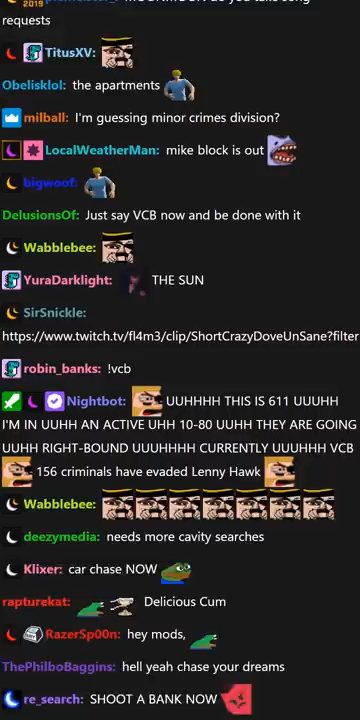 requests
TitusXV:
Obelisklol: the apartments
milball: I'm guessing minor crimes division?
LocalWeatherMan: mike block is out
bigwoof:
DelusionsOf: Just say VCB now and be done with it
Wabblebee:
YuraDarklight: THE SUN
SirSnickle:
https://www.twitch.tv/fl4m3/clip/ShortCrazyDoveUnSane?filter
robin_banks: !vcb
Nightbot: UUHHHH THIS IS 611 UUUHH
I'M IN UUHH AN ACTIVE UHH 10-80 UUHH THEY ARE GOING
UUHH RIGHT-BOUND UUUHHHH CURRENTLY UUUHH VCB
156 criminals have evaded Lenny Hawk
Wabblebee:
deezymedia: needs more cavity searches
Klixer: car chase NOW
rapturekat: Delicious Cum
RazerSp00n: hey mods,
ThePhilboBaggins: hell yeah chase your dreams
re_search: SHOOT A BANK NOW